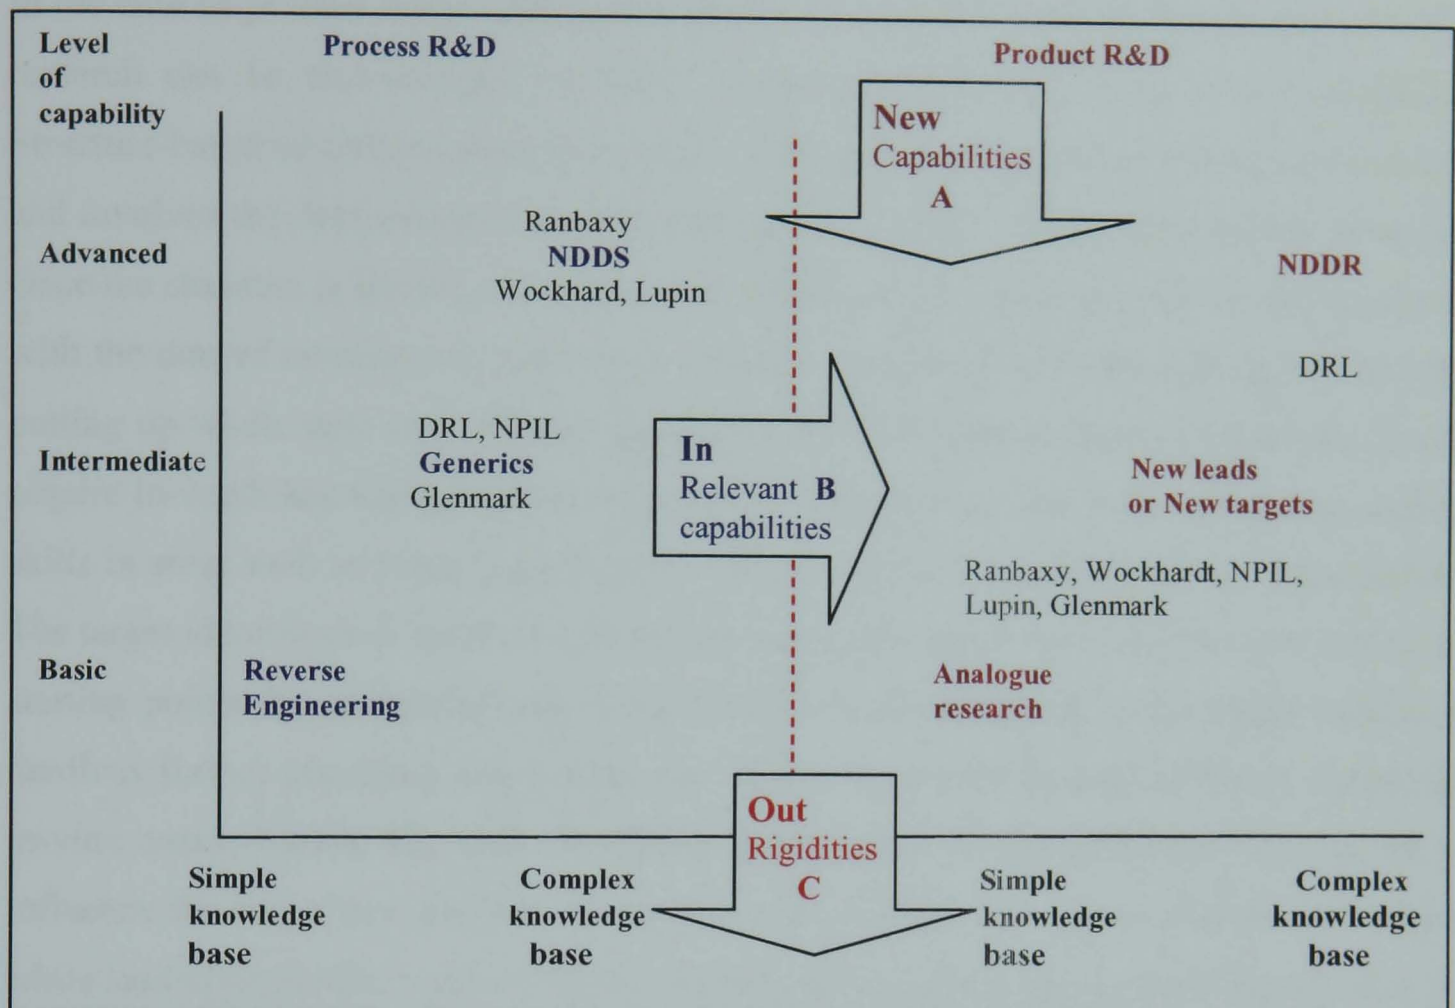 Level
of
capability
Process R&D
Product R&D
New
Capabilities
A
Ranbaxy
NDDS
Wockhard, Lupin
Advanced
NDDR
DRL
DRL, NPIL
Generics
Glenmark
Intermediate
In
Relevant B
capabilities
New leads
or New targets
Ranbaxy, Wockhardt, NPIL,
Lupin, Glenmark
Basic
Reverse
Engineering
Analogue
research
Out
Rigidities
C
Simple
knowledge
base
Complex
knowledge
base
Simple
knowledge
base
Complex
knowledge
base